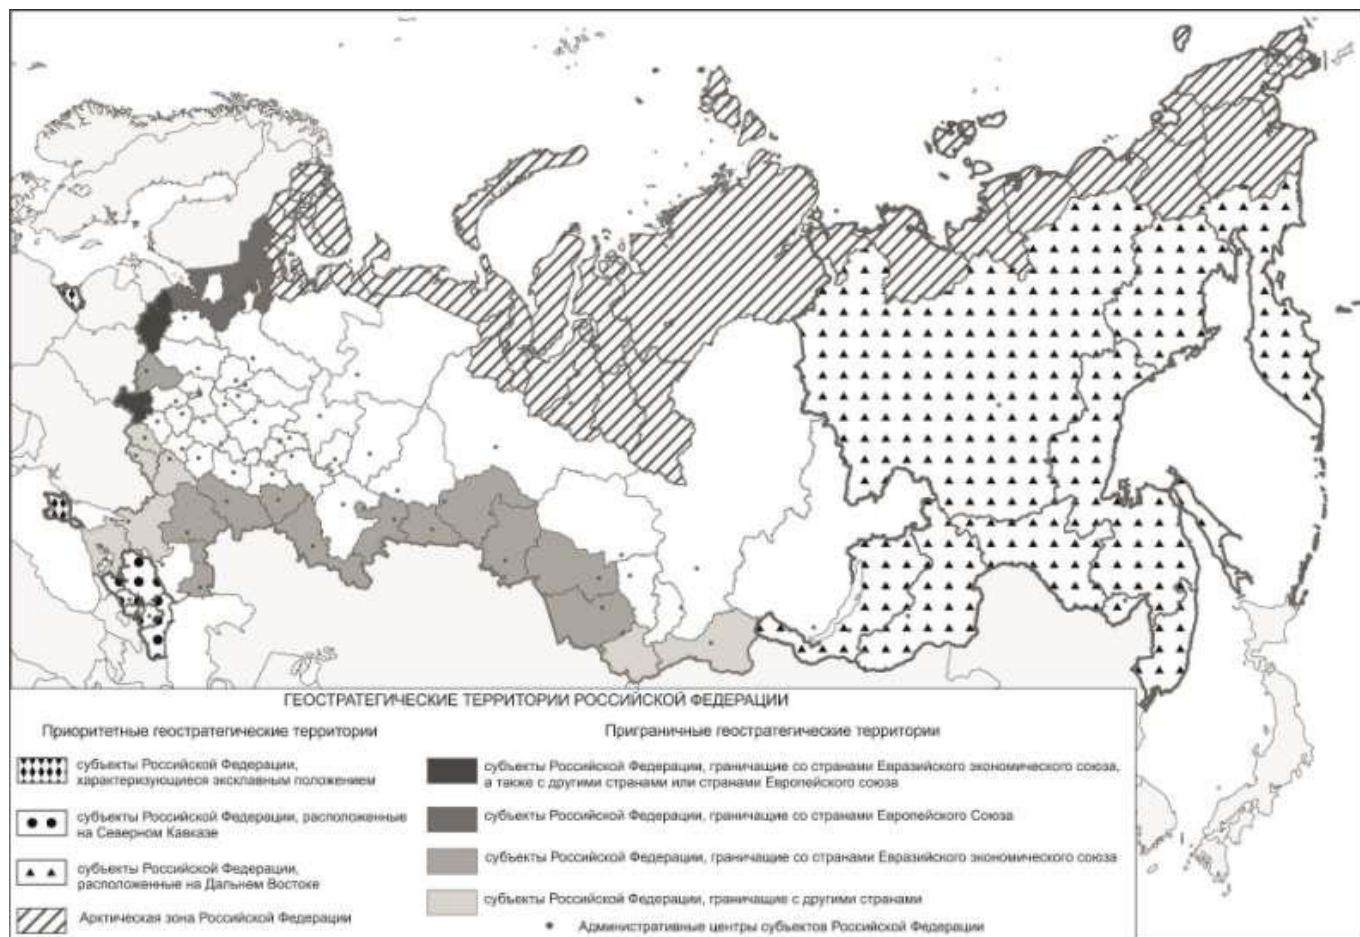 ГЕОСТРАТЕГИЧЕСКИЕ ТЕРРИТОРИИ РОССИЙСКОЙ ФЕДЕРАЦИИ
Приоритетные геостратегические территории
субъекты Российской Федерации,
характеризующиеся эксклавным положением
субъекты Российской Федерации, расположенные
на Северном Кавказе
субъекты Российской Федерации,
расположенные на Дальнем Востоке
Арктическая зона Российской Федерации
Приграничные геостратегические территории
субъекты Российской Федерации, граничащие со странами Евразийского экономического союза,
а также с другими странами или странами Европейского союза
субъекты Российской Федерации, граничащие со странами Европейского Союза
субъекты Российской Федерации, граничащие со странами Евразийского экономического союза
субъекты Российской Федерации, граничащие с другими странами
Административные центры субъектов Российской Федерации